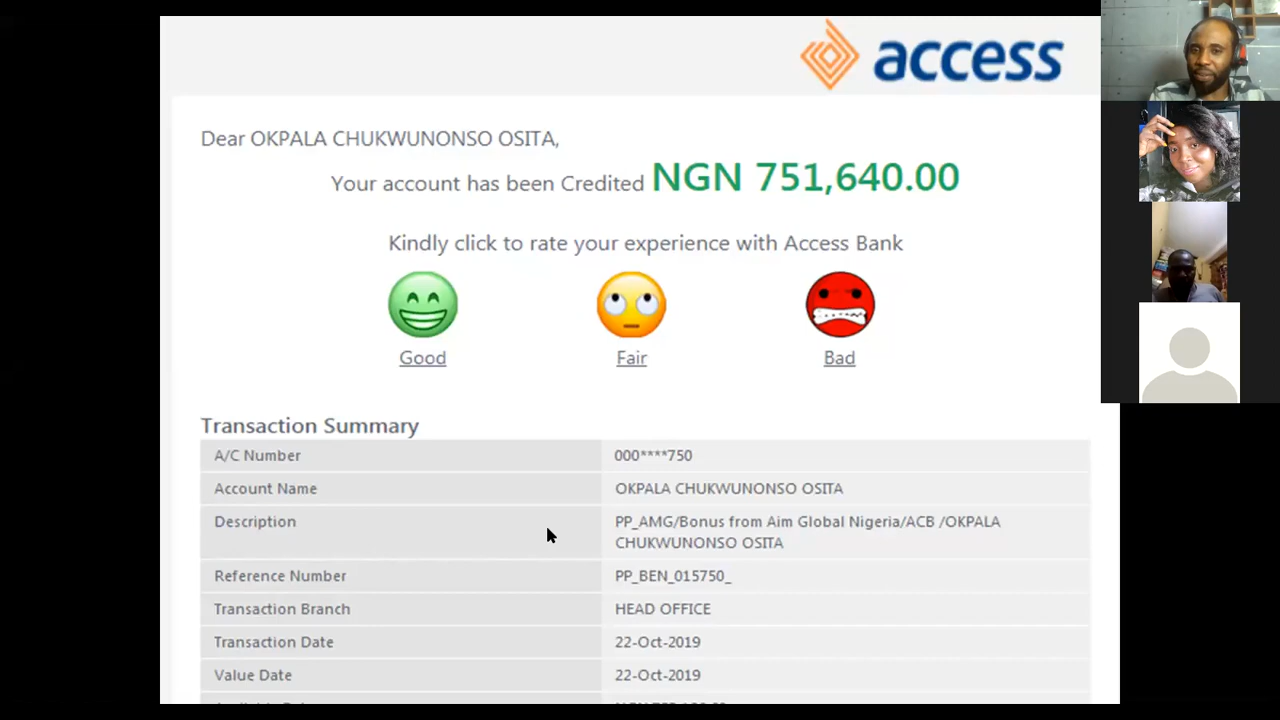 access
Dear OKPALA CHUKWUNONSO OSITA,
Your account has been Credited NGN 751,640.00
Kindly click to rate your experience with Access Bank
Good Fair Bad
Transaction Summary
A/C Number 000****750
Account Name OKPALA CHUKWUNONSO OSITA
Description PP_AMG/Bonus from Aim Global Nigeria/ACB /OKPALA
CHUKWUNONSO OSITA
Reference Number PP_BEN_015750_
Transaction Branch HEAD OFFICE
Transaction Date 22-Oct-2019
Value Date 22-Oct-2019